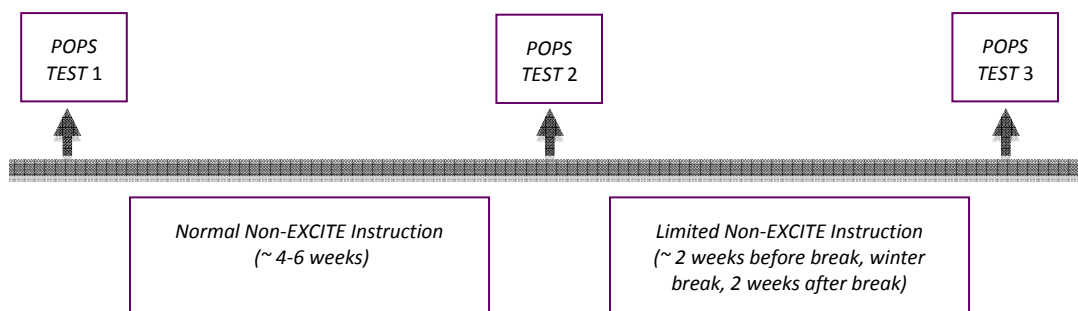 POPS
TEST 1
POPS
TEST 2
POPS
TEST 3
Normal Non-EXCITE Instruction
(~ 4-6 weeks)
Limited Non-EXCITE Instruction
(~ 2 weeks before break, winter
break, 2 weeks after break)